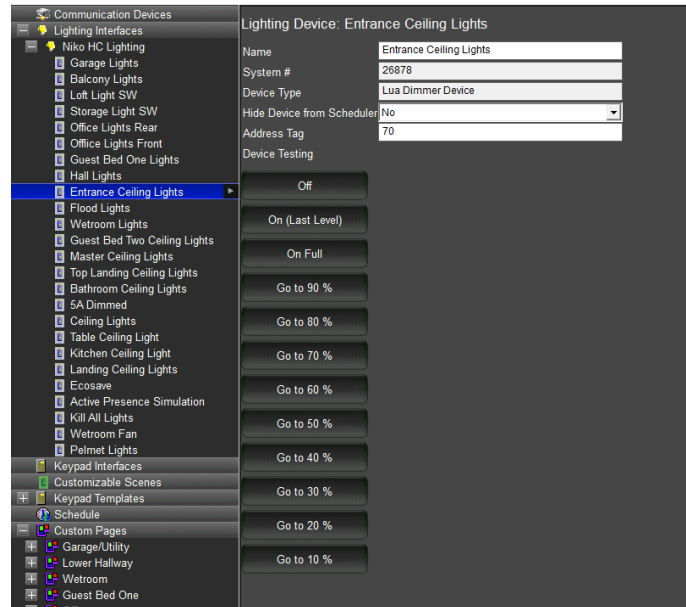 Communication Devices
Lighting Interfaces
Niko HC Lighting
Garage Lights
Balcony Lights
Loft Light SW
Storage Light SW
Office Lights Rear
Offlice Lights Front
Guest Bed One Lights
Hall Lights
Entrance Ceiling Lights
Flood Lights
Wetroom Lights
Guest Bed Two Ceiling Lights
Master Ceiling Lights
Top Landing Ceiling Lights
Bathroom Ceiling Lights
5A Dimmed
Ceiling Lights
Table Ceiling Light
Kitchen Ceiling Light
Landing Ceiling Lights
Ecosave
Active Presence Simulation
Kill All Lights
Wetroom Fan
Pelmet Lights
Keypad Interfaces
Customizable Scenes
Keypad Templates
Schedule
Custom Pages
Garage/Utility
Lower Hallway
Wetroom
Guest Bed One
Lighting Device: Entrance Ceiling Lights
Name Entrance Ceiling Lights
System # 26878
Device Type Lua Dimmer Device
Hide Device from Scheduler No
Address Tag 70
Device Testing
Off
On (Last Level)
On Full
Go to 90 %
Go to 80 %
Go to 70 %
Go to 60 %
Go to 50 %
Go to 40 %
Go to 30 %
Go to 20 %
Go to 10 %